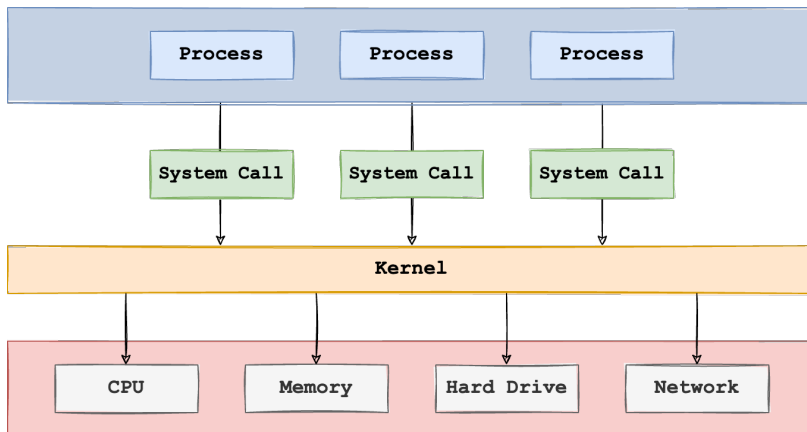 Process
Process
Process
System Call
System Call
System Call
Kernel
CPU
Memory
Hard Drive
Network